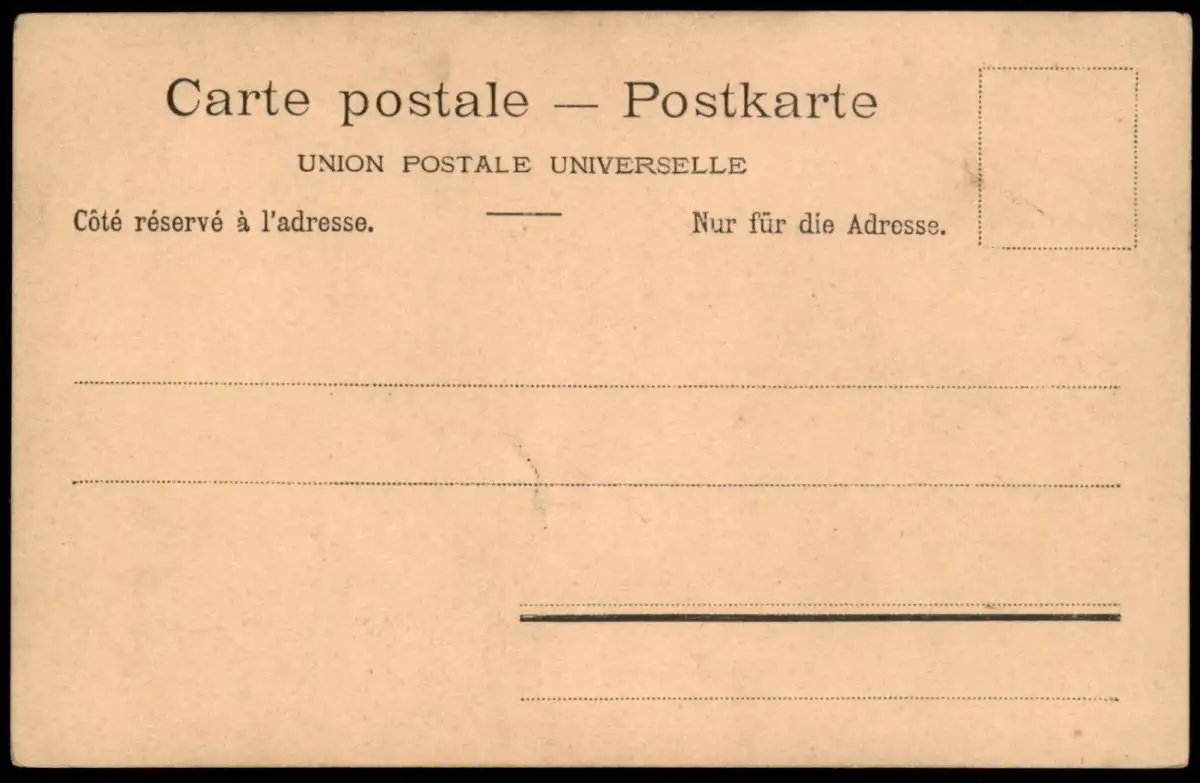 Carte postale — Postkarte
UNION POSTALE UNIVERSELLE
Côté réservé à l'adresse. Nur für die Adresse.